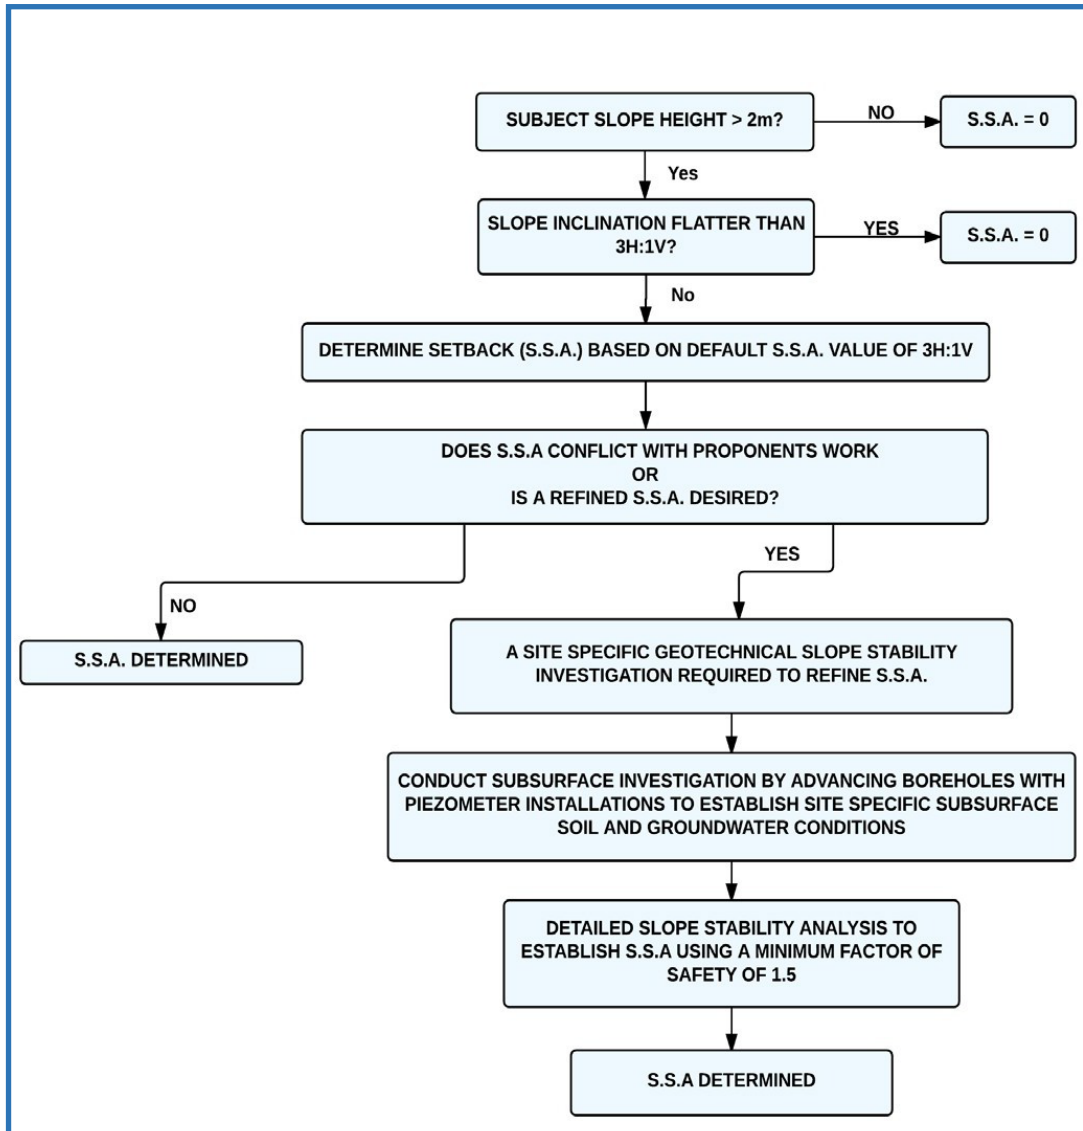 SUBJECT SLOPE HEIGHT > 2m?
NO
S.S.A. = 0
Yes
SLOPE INCLINATION FLATTER THAN
3H:1V?
YES
S.S.A. = 0
No
DETERMINE SETBACK (S.S.A.) BASED ON DEFAULT S.S.A. VALUE OF 3H:1V
DOES S.S.A CONFLICT WITH PROPONENTS WORK
OR
IS A REFINED S.S.A. DESIRED?
YES
NO
S.S.A. DETERMINED
A SITE SPECIFIC GEOTECHNICAL SLOPE STABILITY
INVESTIGATION REQUIRED TO REFINE S.S.A.
CONDUCT SUBSURFACE INVESTIGATION BY ADVANCING BOREHOLES WITH
PIEZOMETER INSTALLATIONS TO ESTABLISH SITE SPECIFIC SUBSURFACE
SOIL AND GROUNDWATER CONDITIONS
DETAILED SLOPE STABILITY ANALYSIS TO
ESTABLISH S.S.A USING A MINIMUM FACTOR OF
SAFETY OF 1.5
S.S.A DETERMINED